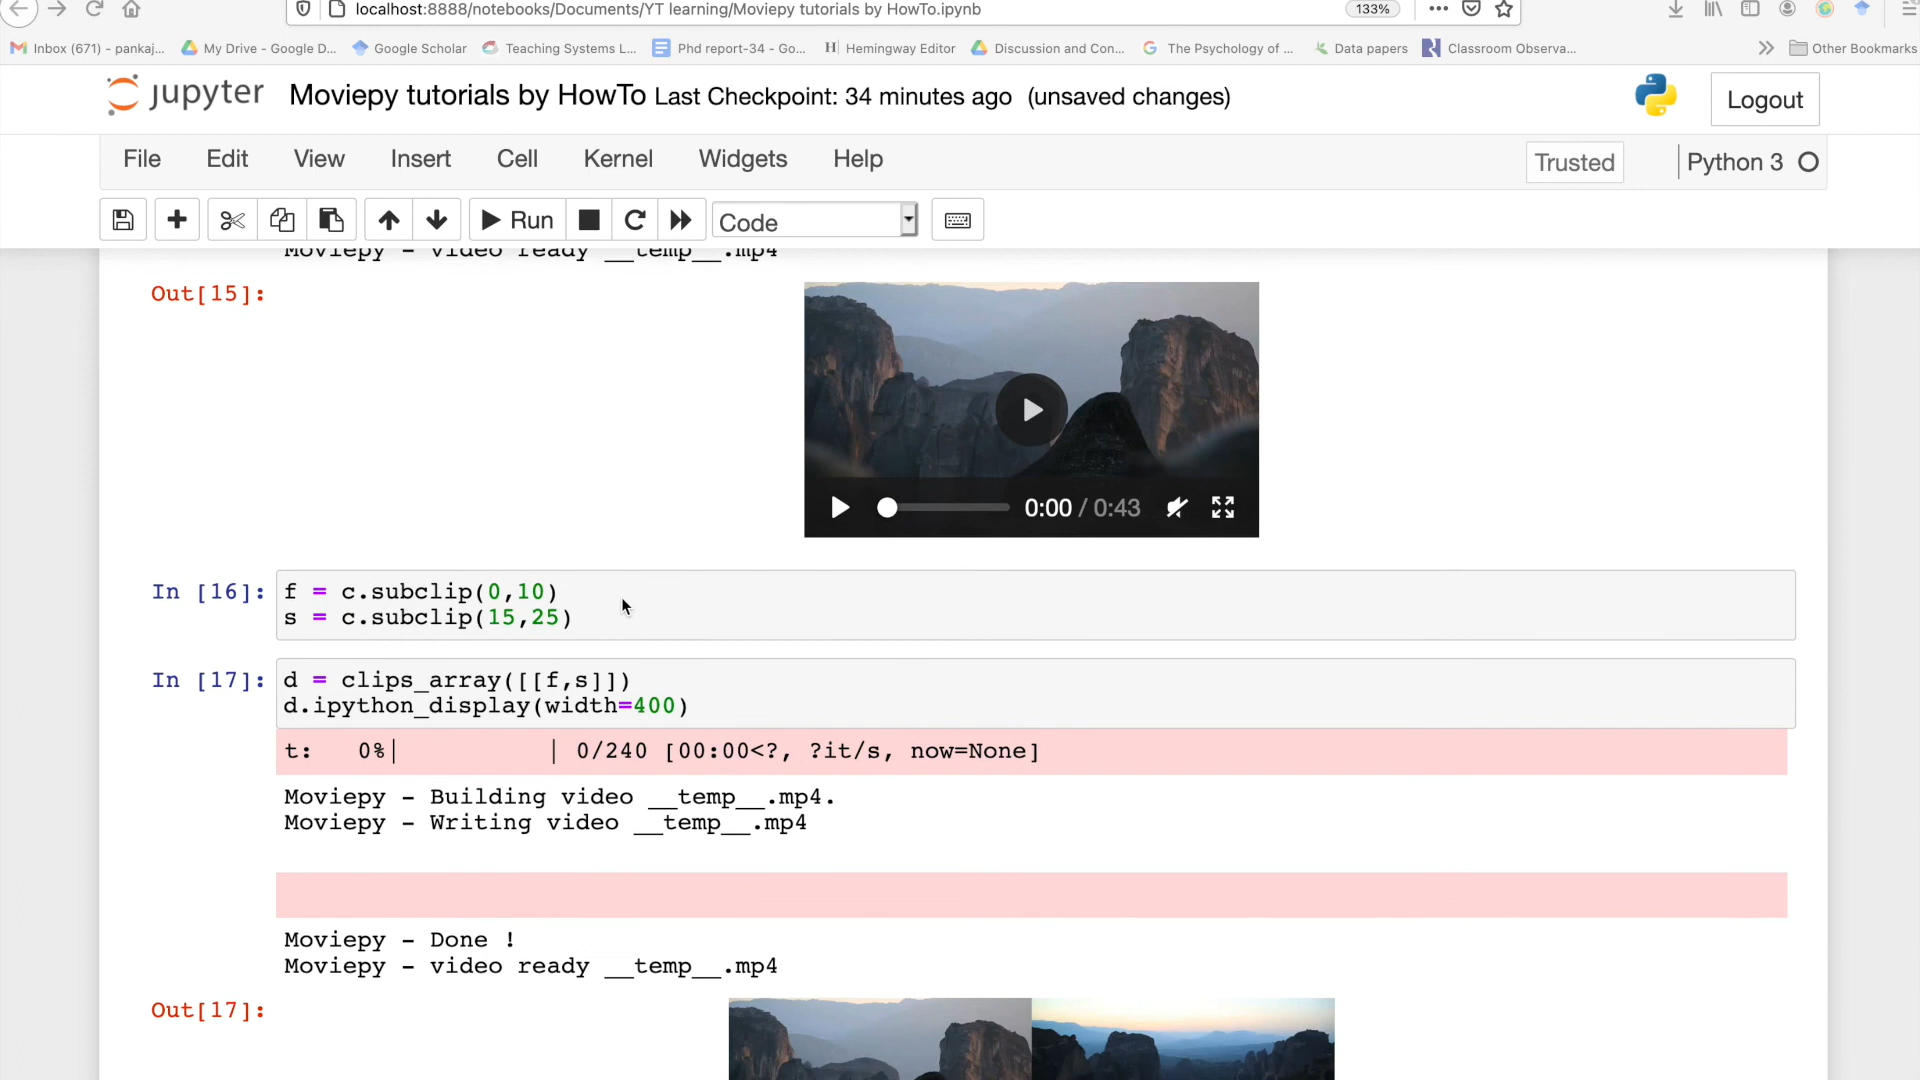 localhost:8888/notebooks/Documents/YT learning/Moviepy tutorials by HowTo.ipynb 133%
Inbox (671) - pankaj... My Drive - Google D... Google Scholar Teaching Systems L... Phd report-34 - Go... Hemingway Editor Discussion and Con... The Psychology of ... Data papers Classroom Observa... Other Bookmarks
jupyter Moviepy tutorials by HowTo Last Checkpoint: 34 minutes ago (unsaved changes) Logout
File Edit View Insert Cell Kernel Widgets Help Trusted Python 3
Run Code
Moviepy - video ready __temp__.mp4
Out[15]:
0:00 / 0:43
In [16]: f = c.subclip(0,10)
s = c.subclip(15,25)
In [17]: d = clips_array([[f,s]])
d.ipython_display(width=400)
t:   0%|          | 0/240 [00:00<?, ?it/s, now=None]
Moviepy - Building video __temp__.mp4.
Moviepy - Writing video __temp__.mp4
Moviepy - Done !
Moviepy - video ready __temp__.mp4
Out[17]: